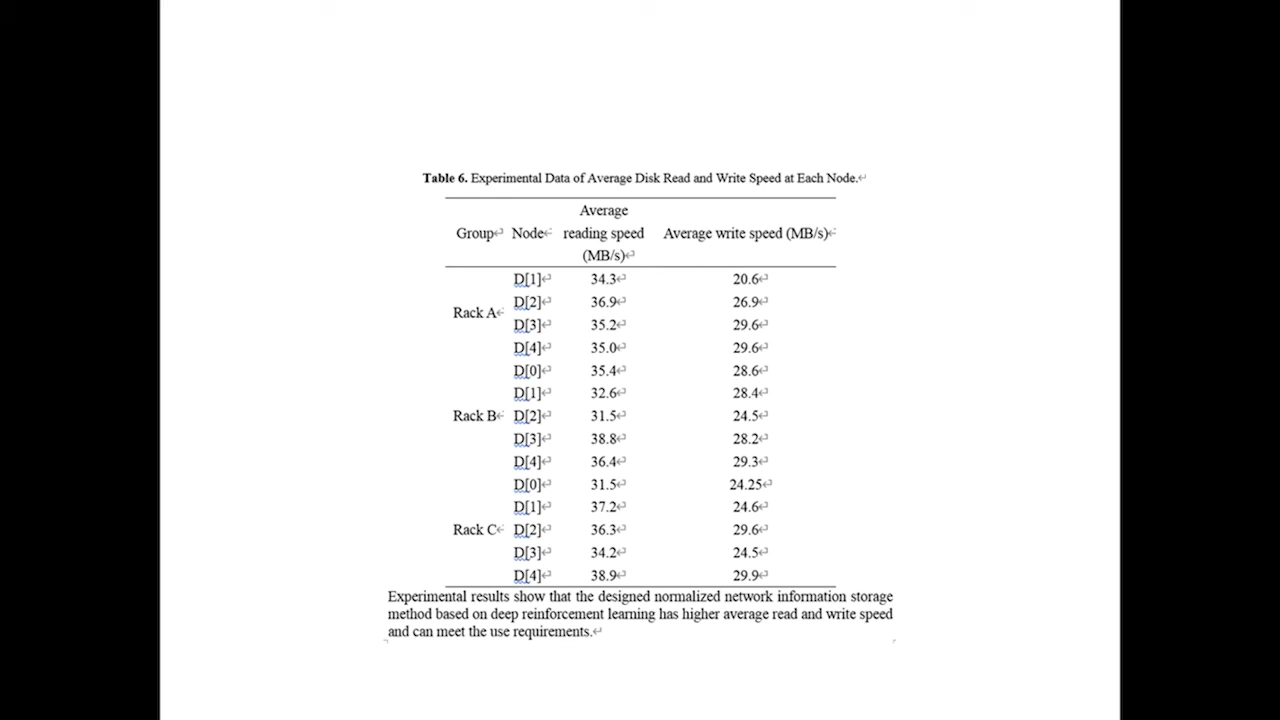 Table 6. Experimental Data of Average Disk Read and Write Speed at Each Node.
Average
Group Node reading speed Average write speed (MB/s)
(MB/s)
D[1] 34.3 20.6
D[2] 36.9 26.9
Rack A
D[3] 35.2 29.6
D[4] 35.0 29.6
D[0] 35.4 28.6
D[1] 32.6 28.4
Rack B D[2] 31.5 24.5
D[3] 38.8 28.2
D[4] 36.4 29.3
D[0] 31.5 24.25
D[1] 37.2 24.6
Rack C D[2] 36.3 29.6
D[3] 34.2 24.5
D[4] 38.9 29.9
Experimental results show that the designed normalized network information storage
method based on deep reinforcement learning has higher average read and write speed
and can meet the use requirements.